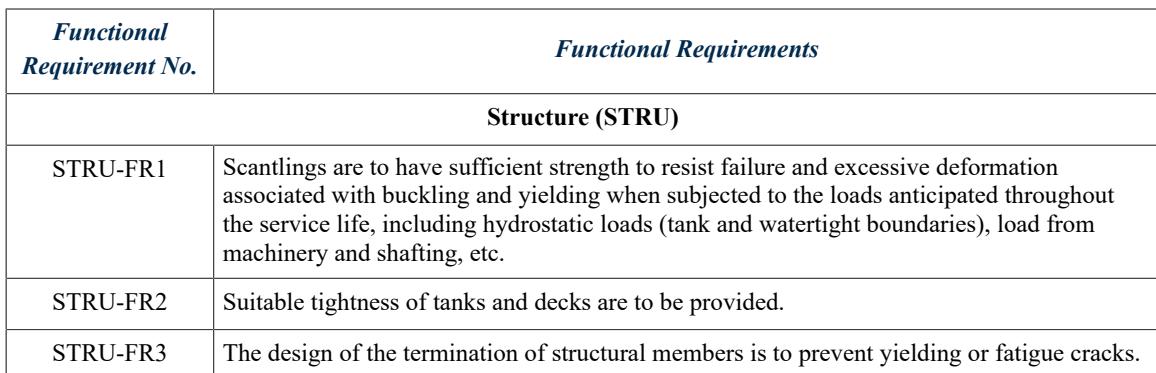 Functional
Requirement No.
Functional Requirements
Structure (STRU)
STRU-FR1
Scantlings are to have sufficient strength to resist failure and excessive deformation
associated with buckling and yielding when subjected to the loads anticipated throughout
the service life, including hydrostatic loads (tank and watertight boundaries), load from
machinery and shafting, etc.
STRU-FR2
Suitable tightness of tanks and decks are to be provided.
STRU-FR3
The design of the termination of structural members is to prevent yielding or fatigue cracks.